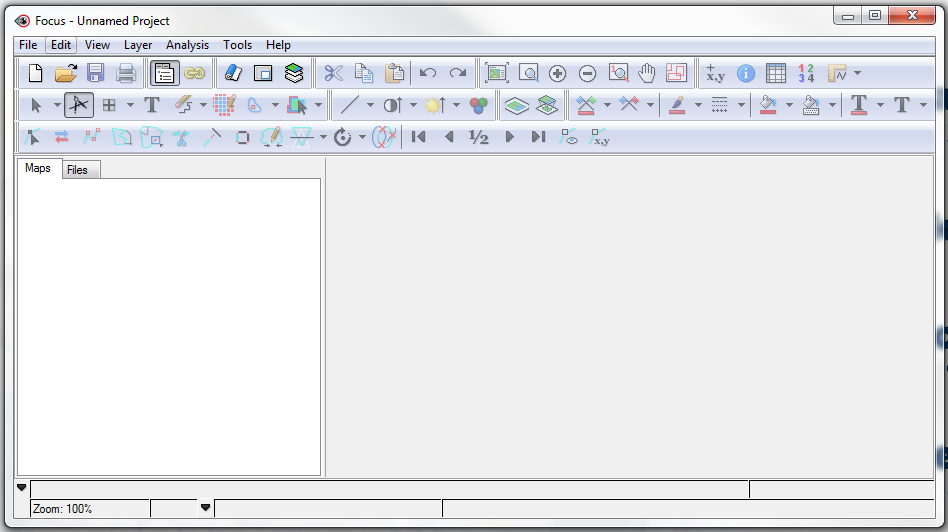 Focus - Unnamed Project
File Edit View Layer Analysis Tools Help
x,y 1 2
3 4
T T T
1/2 x,y
Maps Files
Zoom: 100%